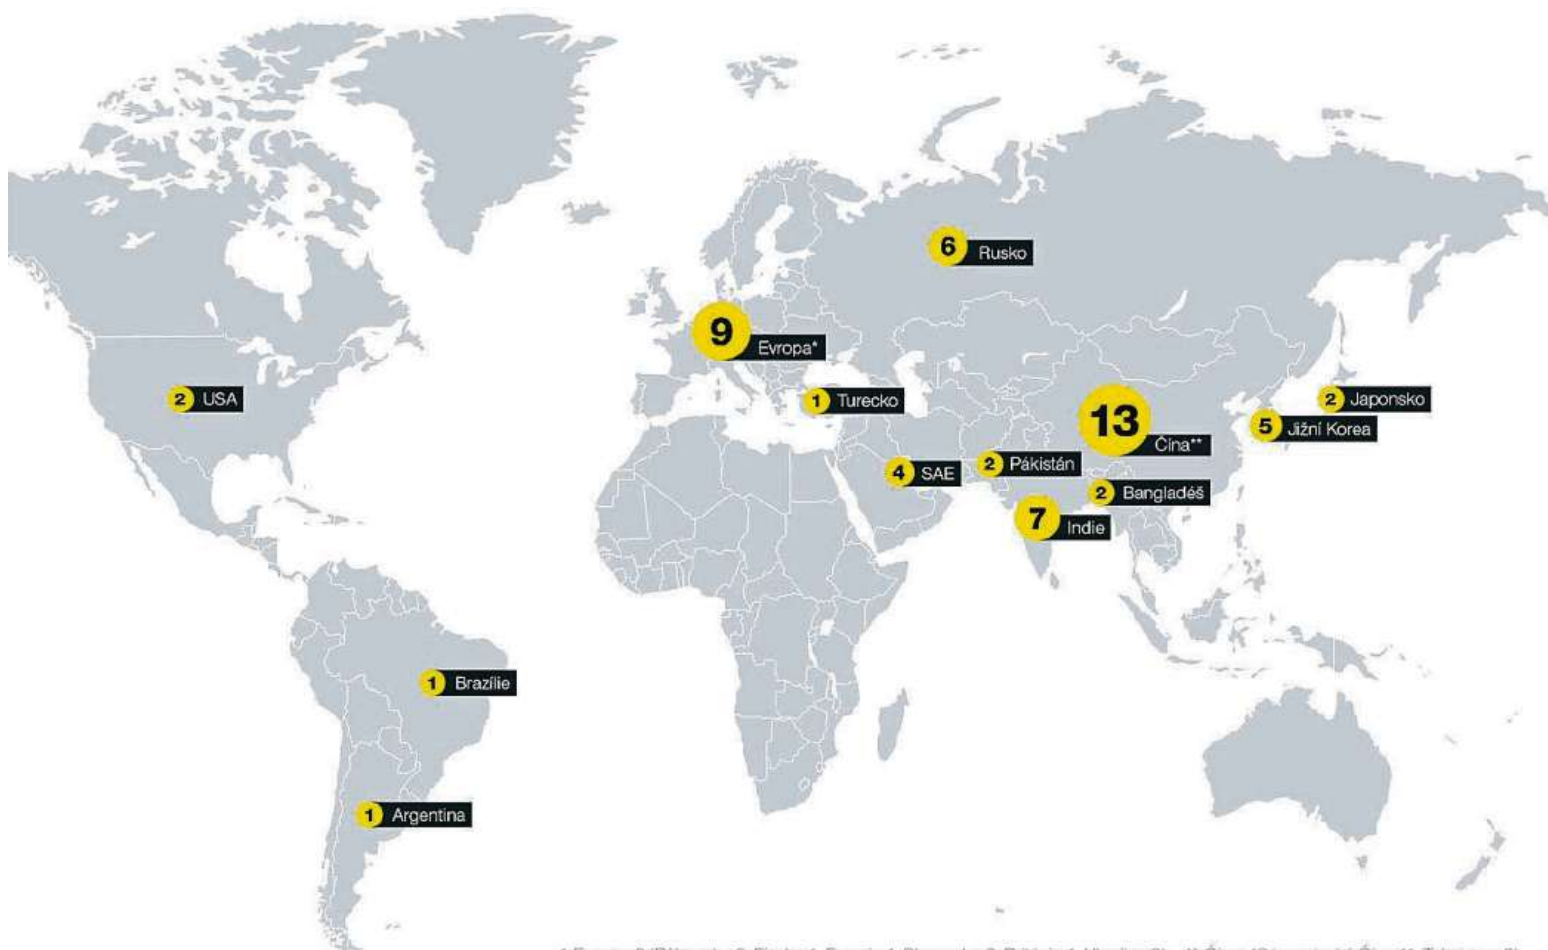 6 Rusko
9 Evropa*
2 USA
1 Turecko
13 Čína**
2 Japonsko
5 Jižní Korea
4 SAE
2 Pákistán
2 Bangladéš
7 Indie
1 Brazílie
1 Argentina